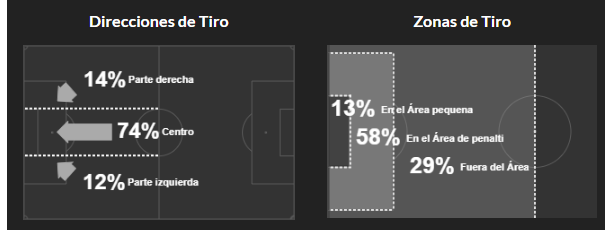 Direcciones de Tiro
14% Parte derecha
74% Centro
12% Parte izquierda
Zonas de Tiro
13% En el Área pequena
58% En el Área de penalti
29% Fuera del Área